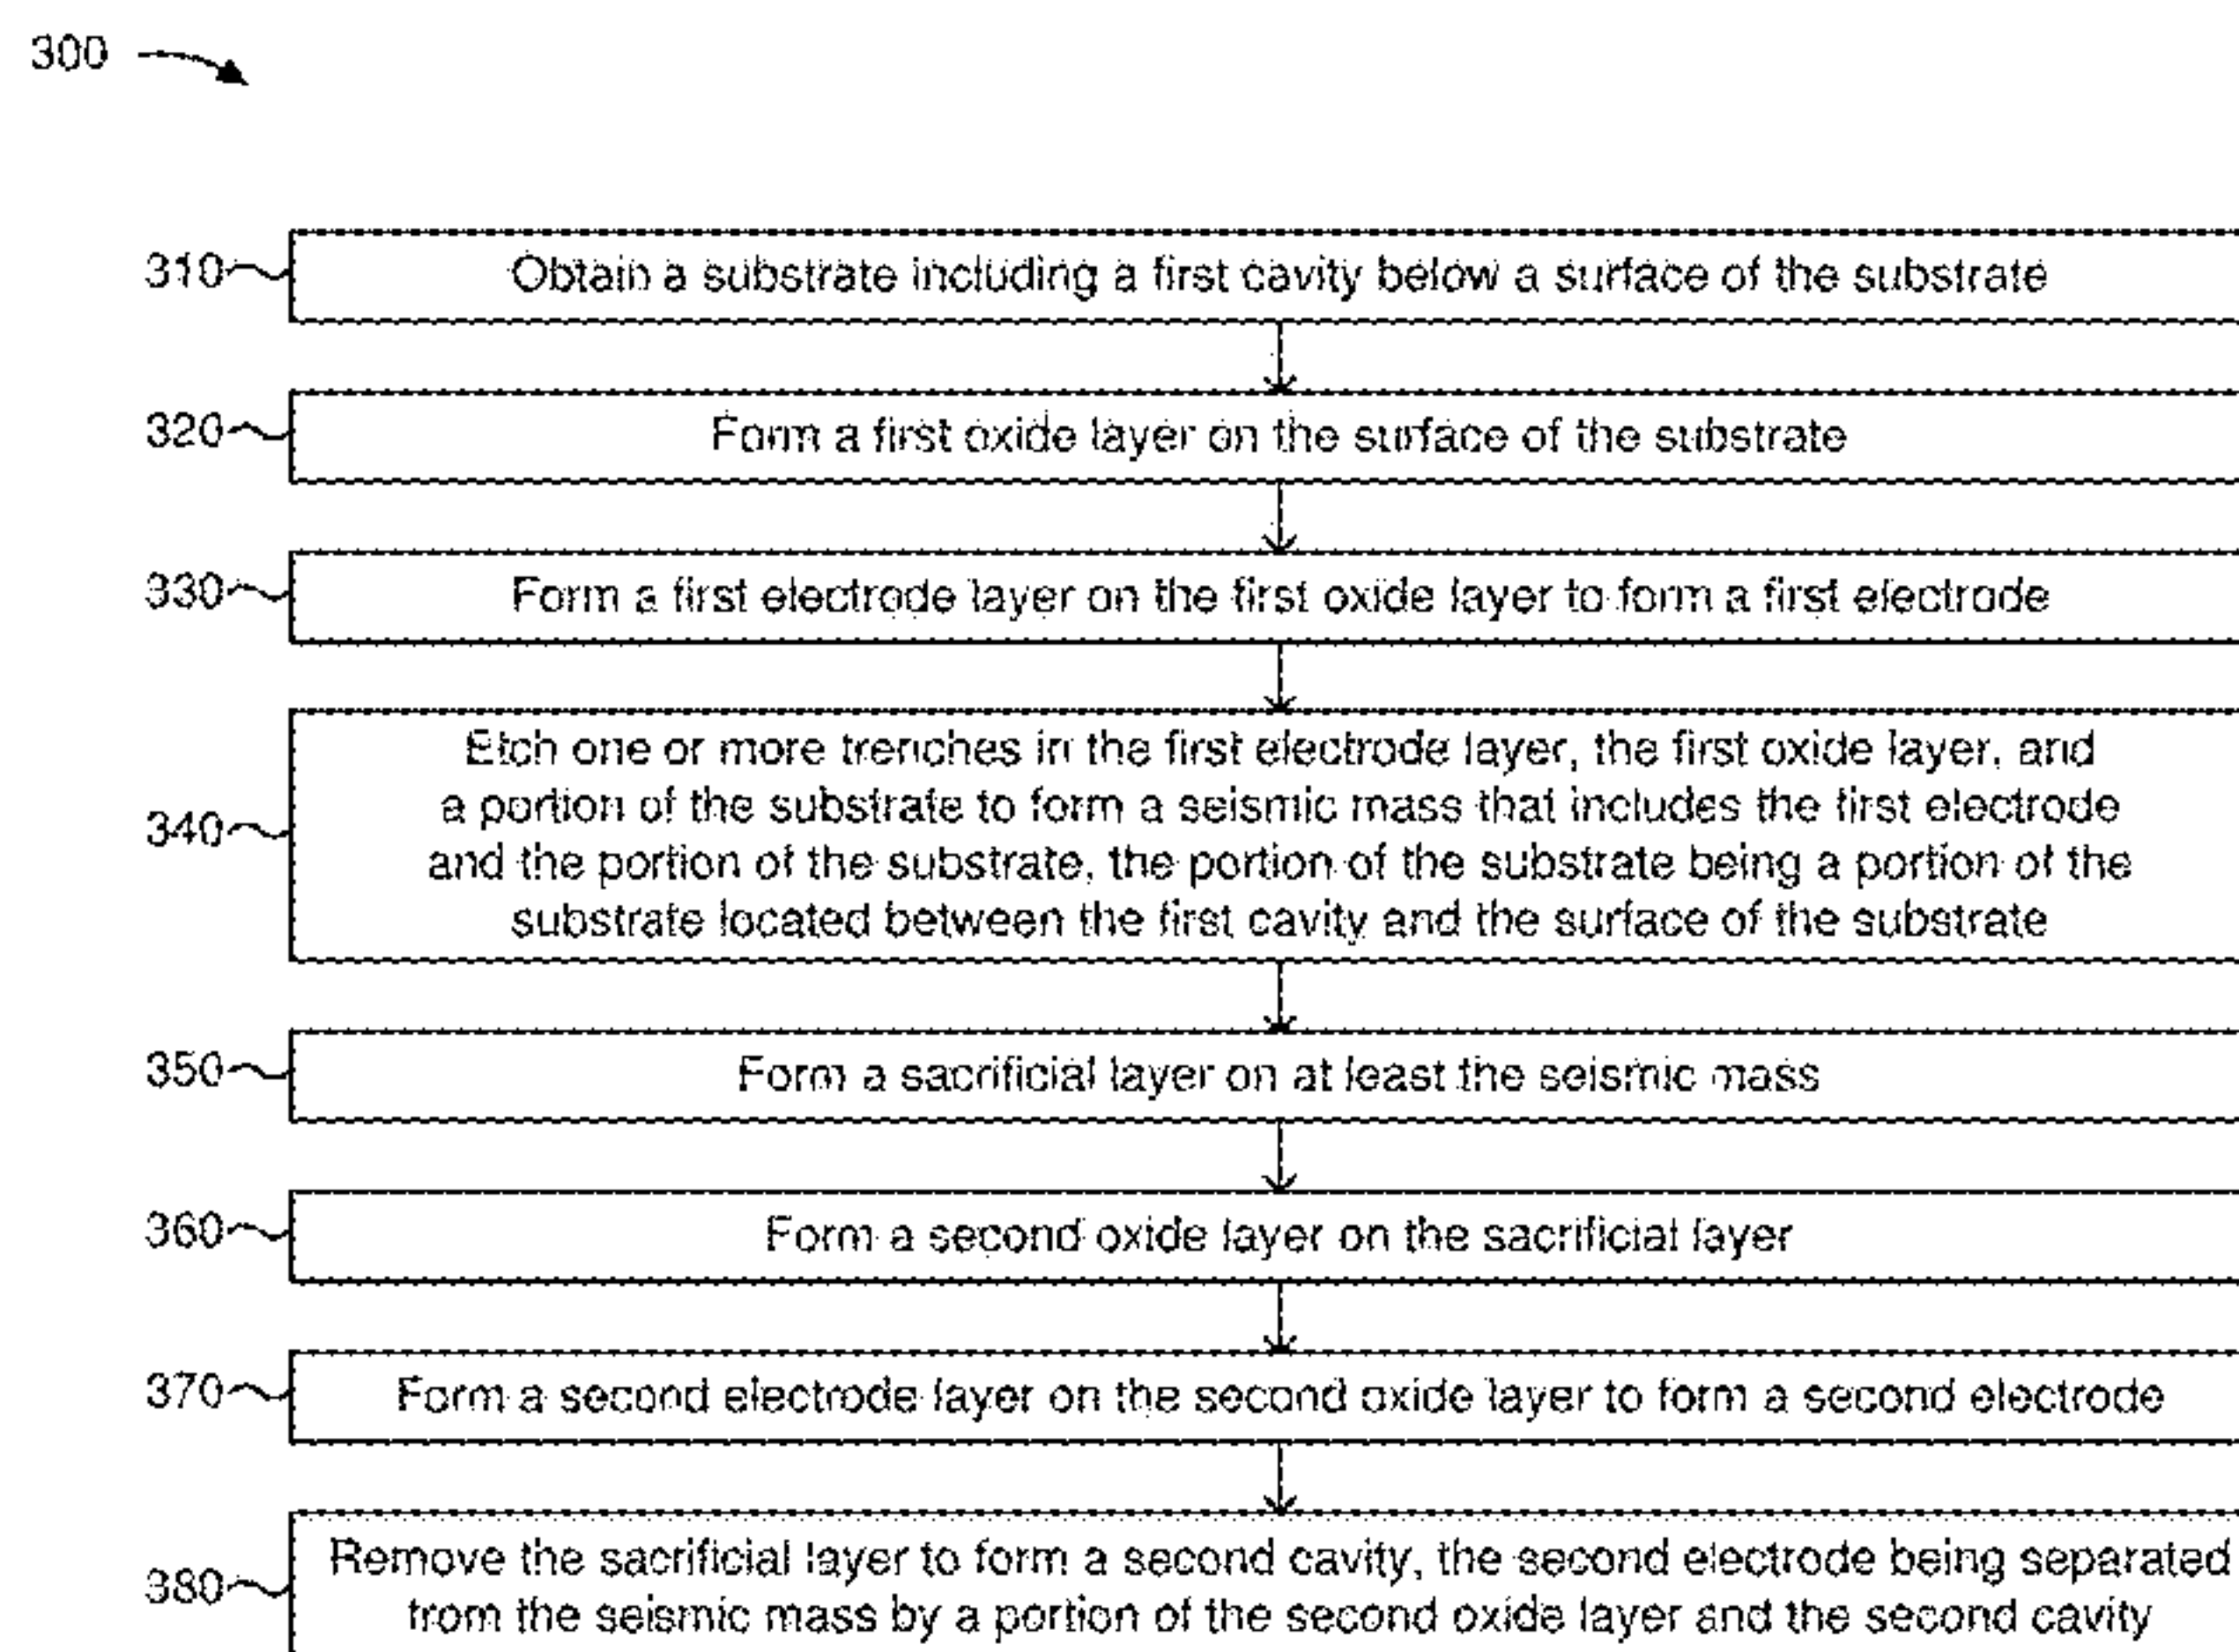 300
310 Obtain a substrate including a first cavity below a surface of the substrate
320 Form a first oxide layer on the surface of the substrate
330 Form a first electrode layer on the first oxide layer to form a first electrode
Etch one or more trenches in the first electrode layer, the first oxide layer, and
340 a portion of the substrate to form a seismic mass that includes the first electrode
and the portion of the substrate, the portion of the substrate being a portion of the
substrate located between the first cavity and the surface of the substrate
350 Form a sacrificial layer on at least the seismic mass
360 Form a second oxide layer on the sacrificial layer
370 Form a second electrode layer on the second oxide layer to form a second electrode
380 Remove the sacrificial layer to form a second cavity, the second electrode being separated
from the seismic mass by a portion of the second oxide layer and the second cavity